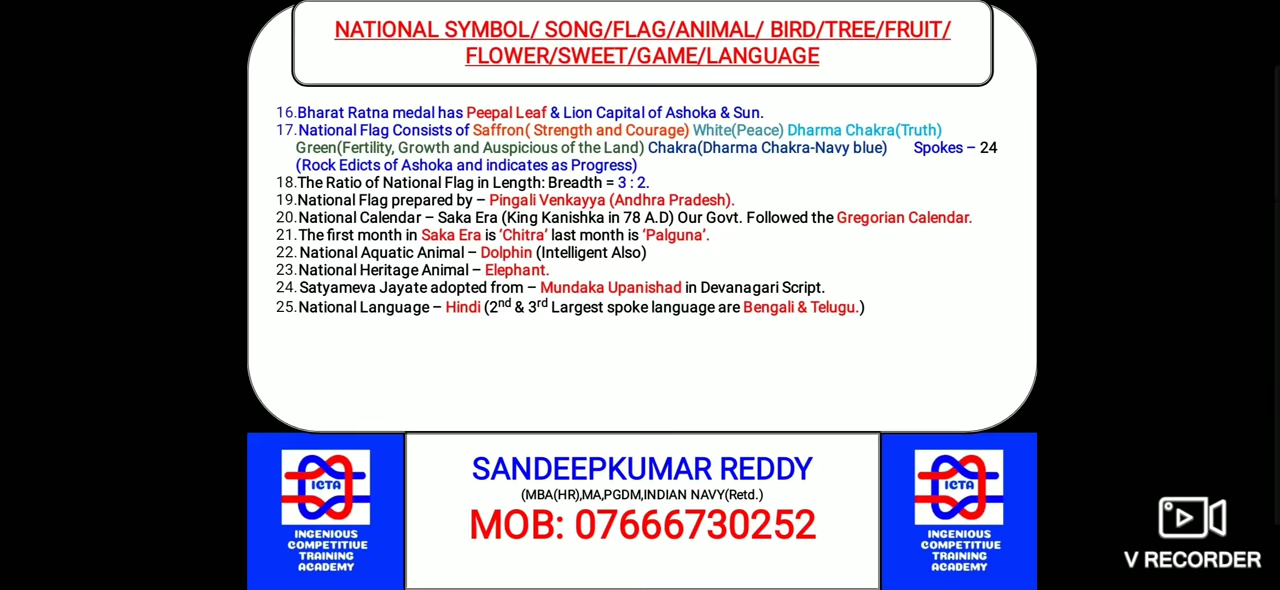 NATIONAL SYMBOL/ SONG/FLAG/ANIMAL/ BIRD/TREE/FRUIT/
FLOWER/SWEET/GAME/LANGUAGE
16.Bharat Ratna medal has Peepal Leaf & Lion Capital of Ashoka & Sun.
17.National Flag Consists of Saffron( Strength and Courage) White(Peace) Dharma Chakra(Truth)
Green(Fertility, Growth and Auspicious of the Land) Chakra(Dharma Chakra-Navy blue) Spokes – 24
(Rock Edicts of Ashoka and indicates as Progress)
18.The Ratio of National Flag in Length: Breadth = 3 : 2.
19.National Flag prepared by – Pingali Venkayya (Andhra Pradesh).
20.National Calendar – Saka Era (King Kanishka in 78 A.D) Our Govt. Followed the Gregorian Calendar.
21.The first month in Saka Era is ‘Chitra’ last month is ‘Palguna’.
22.National Aquatic Animal – Dolphin (Intelligent Also)
23.National Heritage Animal – Elephant.
24.Satyameva Jayate adopted from – Mundaka Upanishad in Devanagari Script.
25.National Language – Hindi (2nd & 3rd Largest spoke language are Bengali & Telugu.)
ICTA
INGENIOUS
COMPETITIUE
TRAINING
ACADEMY
SANDEEPKUMAR REDDY
(MBA(HR),MA,PGDM,INDIAN NAVY(Retd.)
MOB: 07666730252
ICTA
INGENIOUS
COMPETITIUE
TRAINING
ACADEMY
V RECORDER